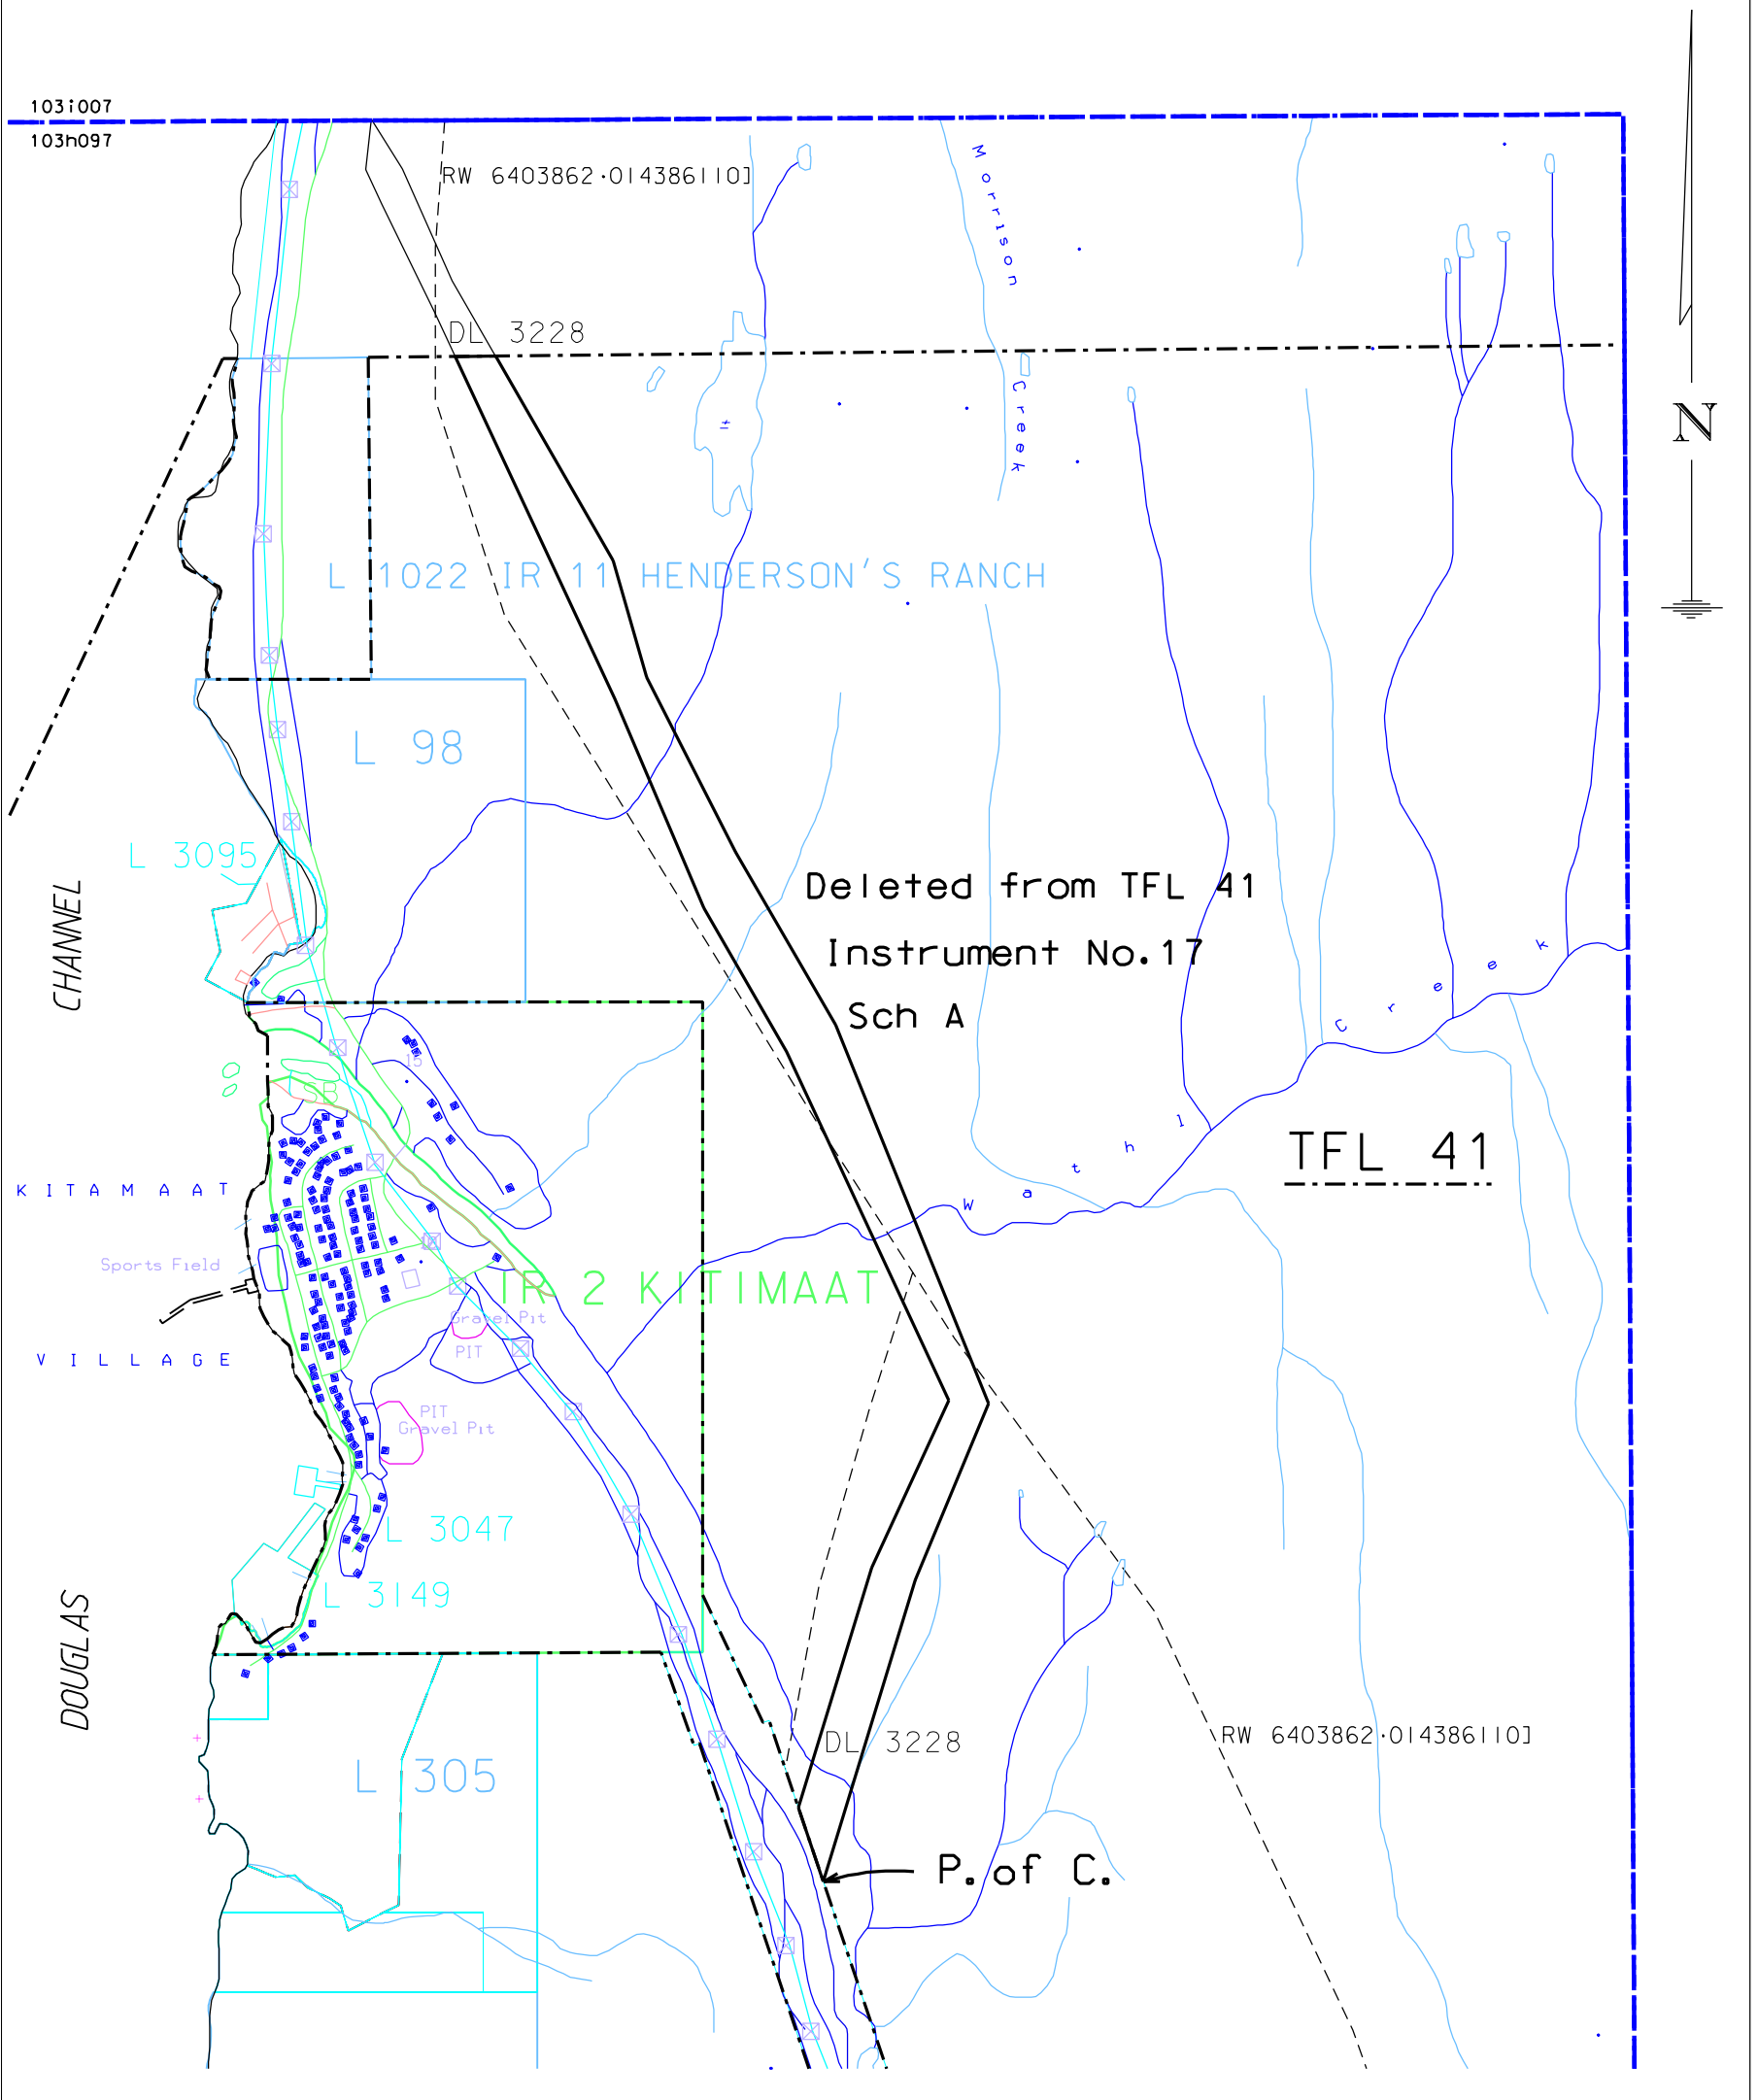 103i007
103h097
RW 6403862·014386110]
Morrison
Creek
DL 3228
N
L 1022 IR 11 HENDERSON'S RANCH
L 98
L 3095
CHANNEL
Deleted from TFL 41
Instrument No.17
Sch A
15
SB
Wathl Creek
TFL 41
KITAMAAT
VILLAGE
Sports Field
IR 2 KITIMAAT
Gravel Pit
PIT
PIT
Gravel Pit
L 3047
L 3149
DOUGLAS
DL 3228
RW 6403862·014386110]
L 305
P. of C.